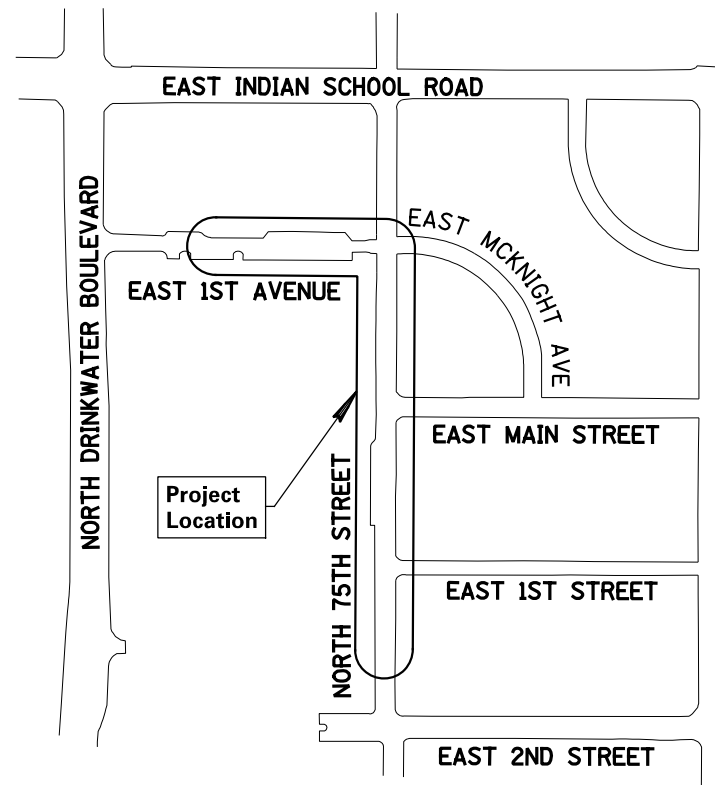 EAST INDIAN SCHOOL ROAD
NORTH DRINKWATER BOULEVARD
EAST MCKNIGHT AVE
EAST 1ST AVENUE
EAST MAIN STREET
Project
Location
NORTH 75TH STREET
EAST 1ST STREET
EAST 2ND STREET